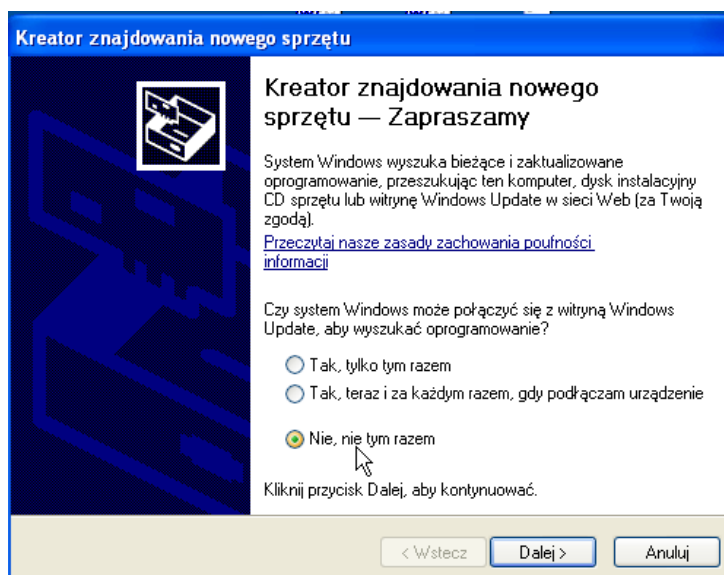 Kreator znajdowania nowego sprzętu
Kreator znajdowania nowego
sprzętu — Zapraszamy
System Windows wyszuka bieżące i zaktualizowane
oprogramowanie, przeszukując ten komputer, dysk instalacyjny
CD sprzętu lub witrynę Windows Update w sieci Web (za Twoją
zgodą).
Przeczytaj nasze zasady zachowania poufności
informacji
Czy system Windows może połączyć się z witryną Windows
Update, aby wyszukać oprogramowanie?
Tak, tylko tym razem
Tak, teraz i za każdym razem, gdy podłączam urządzenie
Nie, nie tym razem
Kliknij przycisk Dalej, aby kontynuować.
< Wstecz Dalej > Anuluj